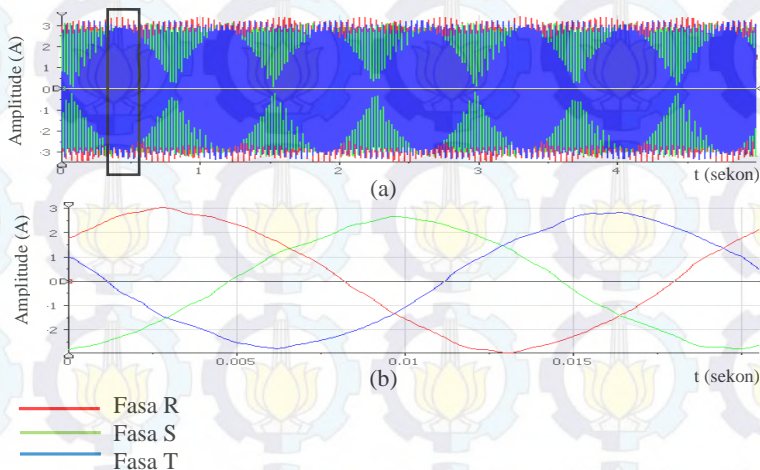 Amplitude (A)
3
2
1
0
-1
-2
-3
0
1
2
3
4
t (sekon)
(a)
Amplitude (A)
3
2
1
0
-1
-2
0
0.005
0.010
0.015
t (sekon)
(b)
Fasa R
Fasa S
Fasa T